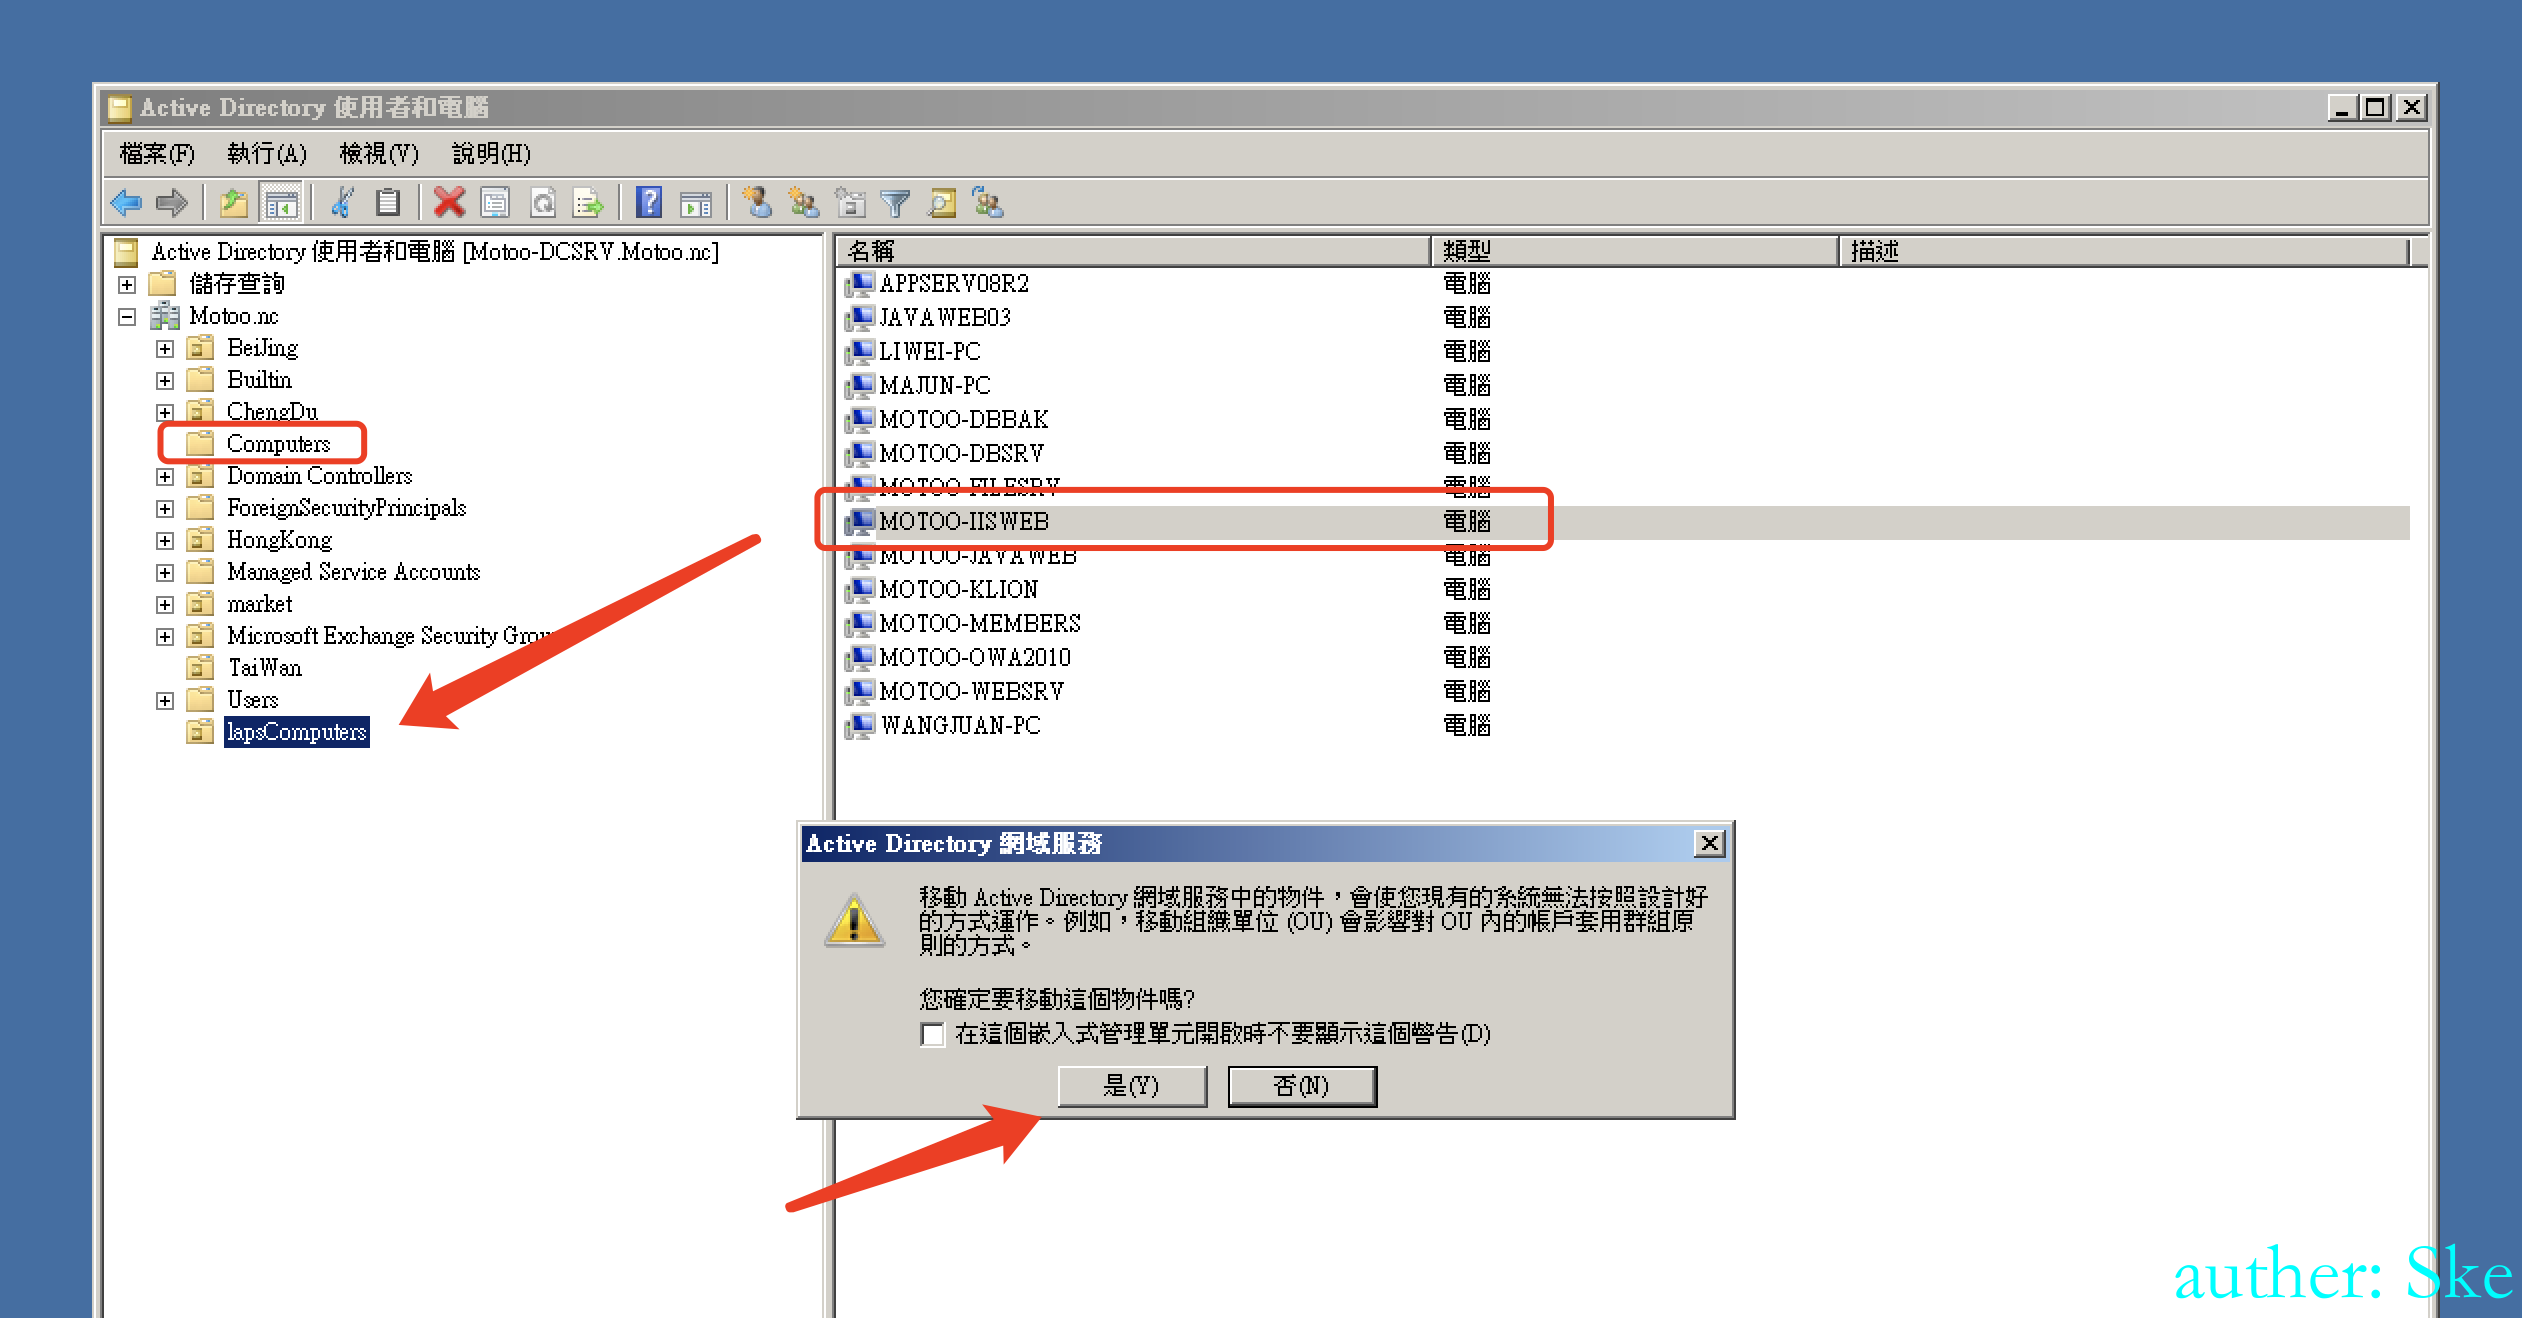 Active Directory 使用者和電腦
檔案(F) 執行(A) 檢視(V) 說明(H)
Active Directory 使用者和電腦 [Motoo-DCSRV.Motoo.nc]
儲存查詢
Motoo.nc
BeiJing
Builtin
ChengDu
Computers
Domain Controllers
ForeignSecurityPrincipals
HongKong
Managed Service Accounts
market
Microsoft Exchange Security Grou
TaiWan
Users
lapsComputers
名稱 類型 描述
APPSERV08R2 電腦
JAVAWEB03 電腦
LIWEI-PC 電腦
MAJUN-PC 電腦
MOTOO-DBBAK 電腦
MOTOO-DBSRV 電腦
MOTOO-FILESRV 電腦
MOTOO-IISWEB 電腦
MOTOO-JAVAWEB 電腦
MOTOO-KLION 電腦
MOTOO-MEMBERS 電腦
MOTOO-OWA2010 電腦
MOTOO-WEBSRV 電腦
WANGJUAN-PC 電腦
Active Directory 網域服務
移動 Active Directory 網域服務中的物件，會使您現有的系統無法按照設計好
的方式運作。例如，移動組織單位 (OU) 會影響對 OU 內的帳戶套用群組原
則的方式。
您確定要移動這個物件嗎?
在這個嵌入式管理單元開啟時不要顯示這個警告(D)
是(Y) 否(N)
auther: Ske